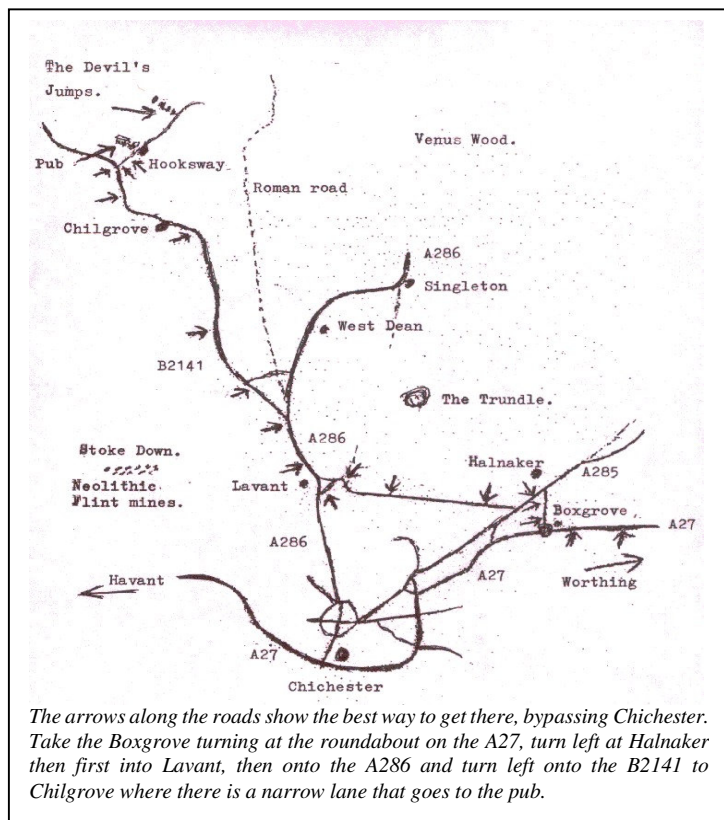 The Devil's
Jumps.
Venus Wood.
Pub
Hooksway
Roman road
Chilgrove
A286
Singleton
West Dean
B2141
The Trundle.
A286
Stoke Down.
Neolithic
Flint mines.
Halnaker
A285
Lavant
Boxgrove
A27
A286
A27
Havant
Worthing
A27
Chichester
The arrows along the roads show the best way to get there, bypassing Chichester.
Take the Boxgrove turning at the roundabout on the A27, turn left at Halnaker
then first into Lavant, then onto the A286 and turn left onto the B2141 to
Chilgrove where there is a narrow lane that goes to the pub.